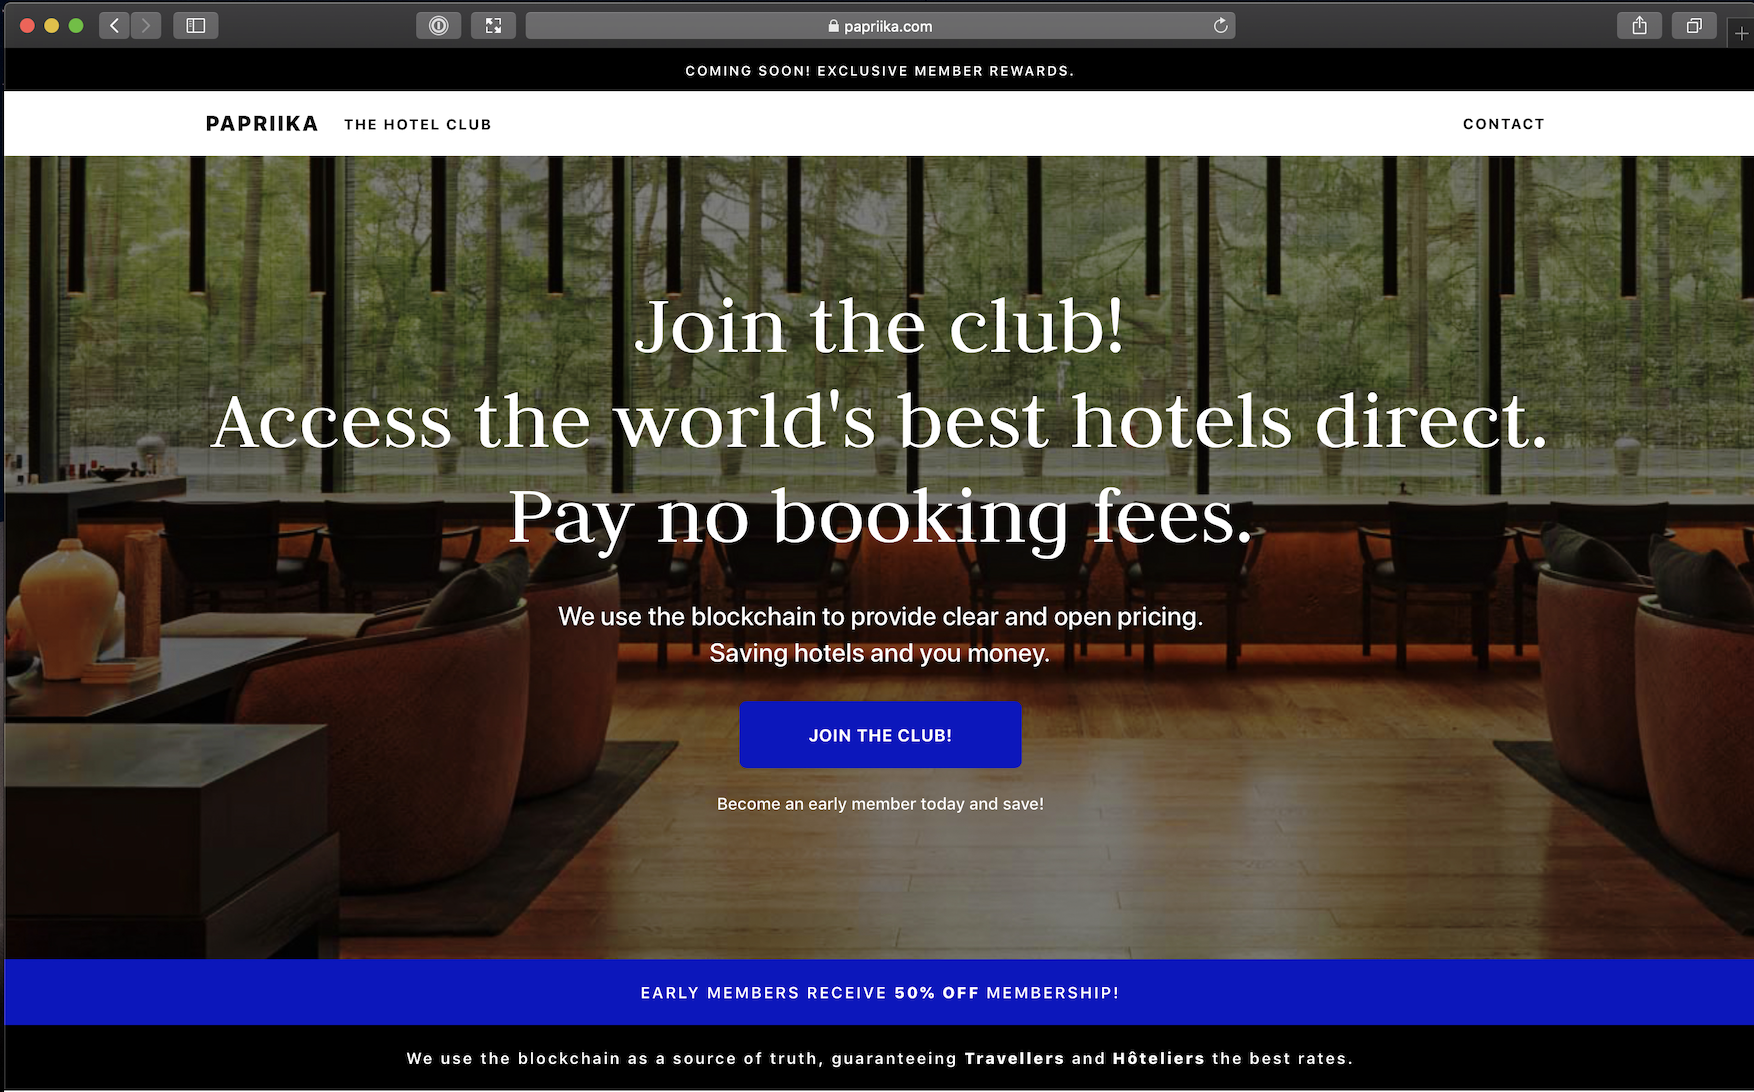 papriika.com
COMING SOON! EXCLUSIVE MEMBER REWARDS.
PAPRIIKA THE HOTEL CLUB CONTACT
Join the club!
Access the world's best hotels direct.
Pay no booking fees.
We use the blockchain to provide clear and open pricing.
Saving hotels and you money.
JOIN THE CLUB!
Become an early member today and save!
EARLY MEMBERS RECEIVE 50% OFF MEMBERSHIP!
We use the blockchain as a source of truth, guaranteeing Travellers and Hôteliers the best rates.